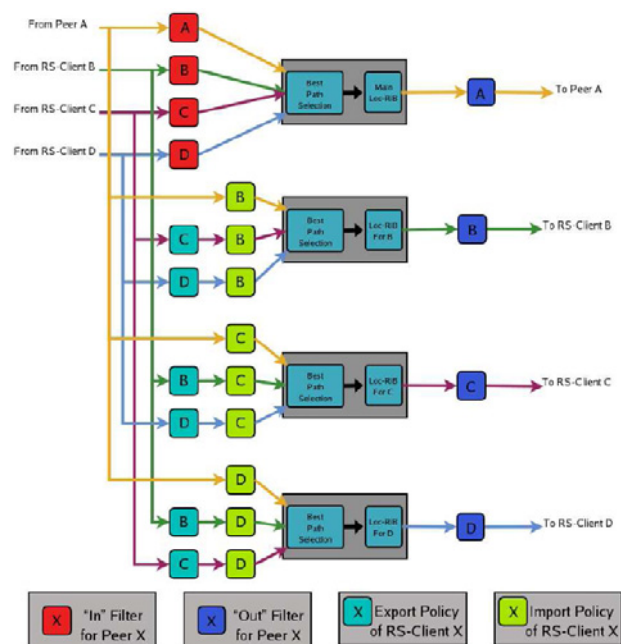 From Peer A
A
From RS-Client B
B
From RS-Client C
C
From RS-Client D
D
Best
Path
Selection
Main
Loc-RIB
A
To Peer A
B
C
B
D
B
Best
Path
Selection
Loc-RIB
For B
B
To RS-Client B
C
B
C
D
C
Best
Path
Selection
Loc-RIB
For C
C
To RS-Client C
D
B
D
C
D
Best
Path
Selection
Loc-RIB
For D
D
To RS-Client D
X
"In" Filter
for Peer X
X
"Out" Filter
for Peer X
X
Export Policy
of RS-Client X
X
Import Policy
of RS-Client X